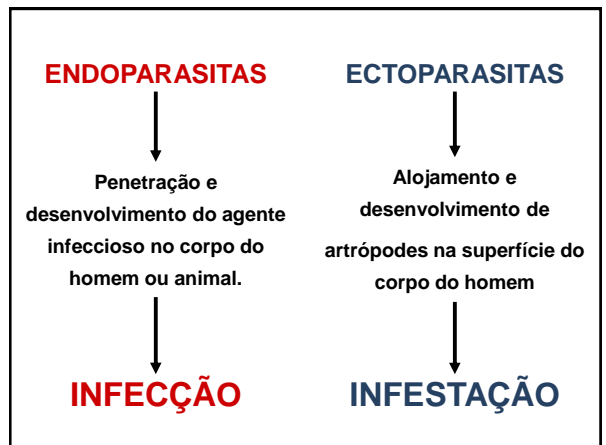 ENDOPARASITAS
Penetração e
desenvolvimento do agente
infeccioso no corpo do
homem ou animal.
INFECÇÃO
ECTOPARASITAS
Alojamento e
desenvolvimento de
artrópodes na superfície do
corpo do homem
INFESTAÇÃO